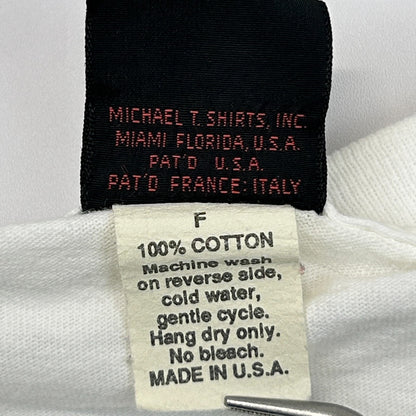 MICHAEL T. SHIRTS, INC.
MIAMI FLORIDA, U.S.A.
PAT'D U.S.A.
PAT'D FRANCE: ITALY
F
100% COTTON
Machine wash
on reverse side,
cold water,
gentle cycle.
Hang dry only.
No bleach.
MADE IN U.S.A.